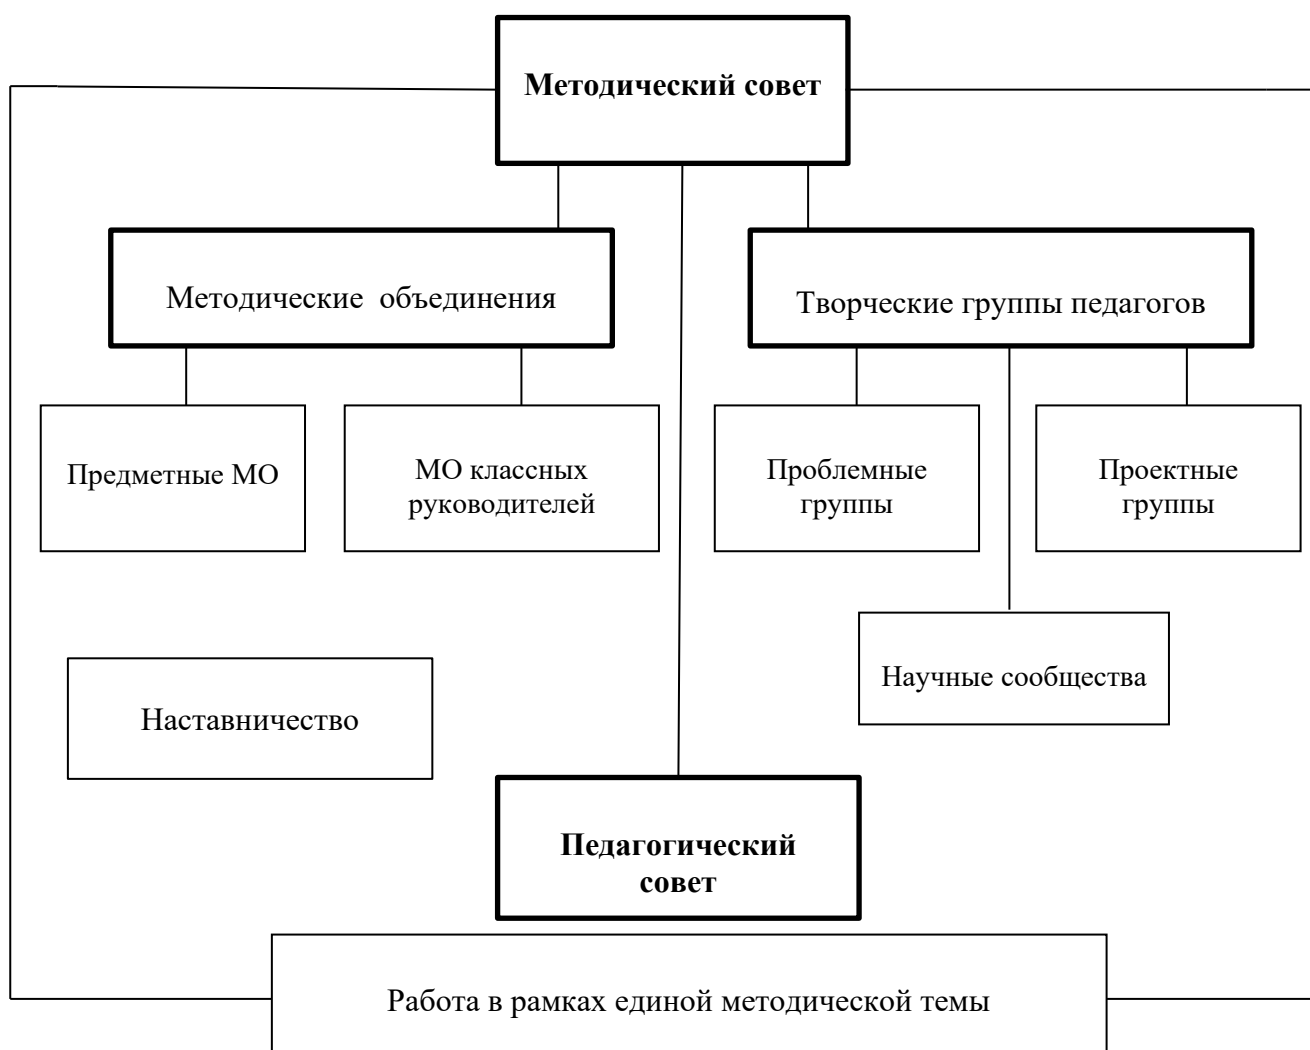 Методический совет
Методические объединения
Творческие группы педагогов
Предметные МО
МО классных
руководителей
Проблемные
группы
Проектные
группы
Научные сообщества
Наставничество
Педагогический
совет
Работа в рамках единой методической темы